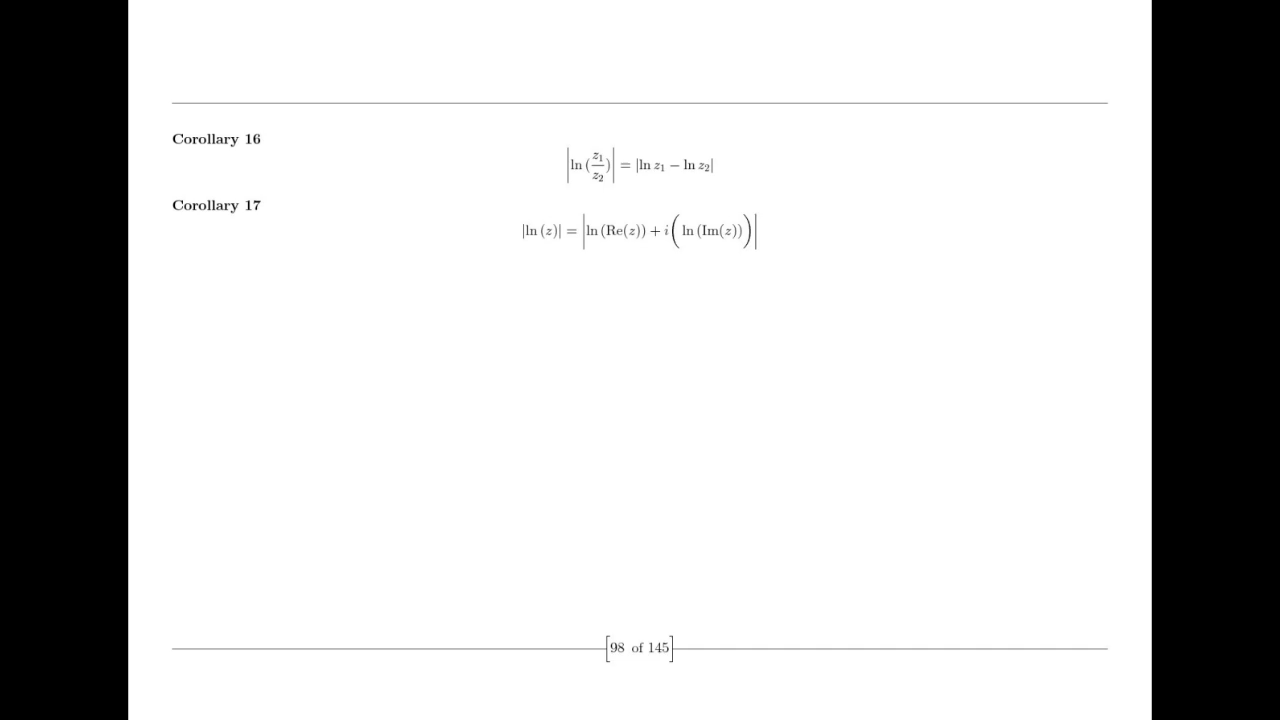 Corollary 16
|ln (z₁/z₂)| = |ln z₁ − ln z₂|
Corollary 17
|ln (z)| = |ln (Re(z)) + i( ln (Im(z)))|
[98 of 145]